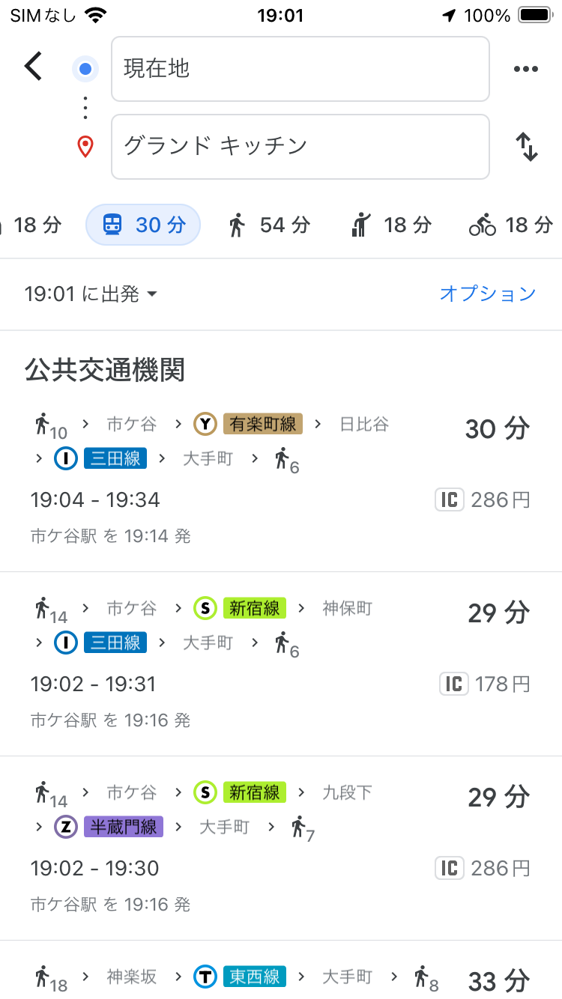 SIMなし 19:01 100%
現在地
グランド キッチン
18 分 30 分 54 分 18 分 18 分
19:01 に出発 オプション
公共交通機関
10 市ケ谷 Y 有楽町線 日比谷 30 分
I 三田線 大手町 6
19:04 - 19:34 IC 286円
市ケ谷駅 を 19:14 発
14 市ケ谷 S 新宿線 神保町 29 分
I 三田線 大手町 6
19:02 - 19:31 IC 178円
市ケ谷駅 を 19:16 発
14 市ケ谷 S 新宿線 九段下 29 分
Z 半蔵門線 大手町 7
19:02 - 19:30 IC 286円
市ケ谷駅 を 19:16 発
18 神楽坂 T 東西線 大手町 8 33 分